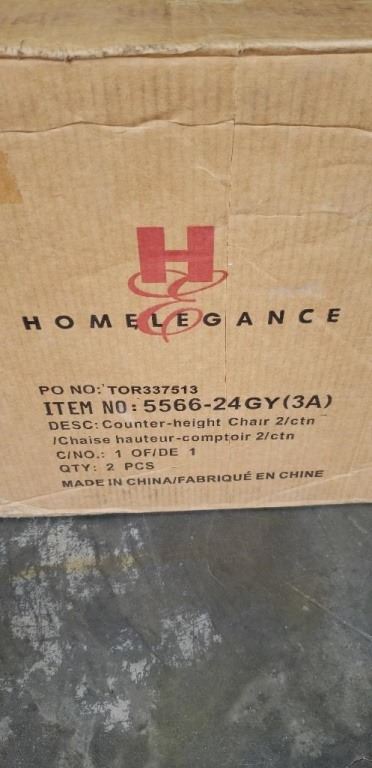 HE
HOMELEGANCE
PO NO: TOR337513
ITEM NO: 5566-24GY(3A)
DESC: Counter-height Chair 2/ctn
/Chaise hauteur-comptoir 2/ctn
C/NO.: 1 OF/DE 1
QTY: 2 PCS
MADE IN CHINA/FABRIQUÉ EN CHINE